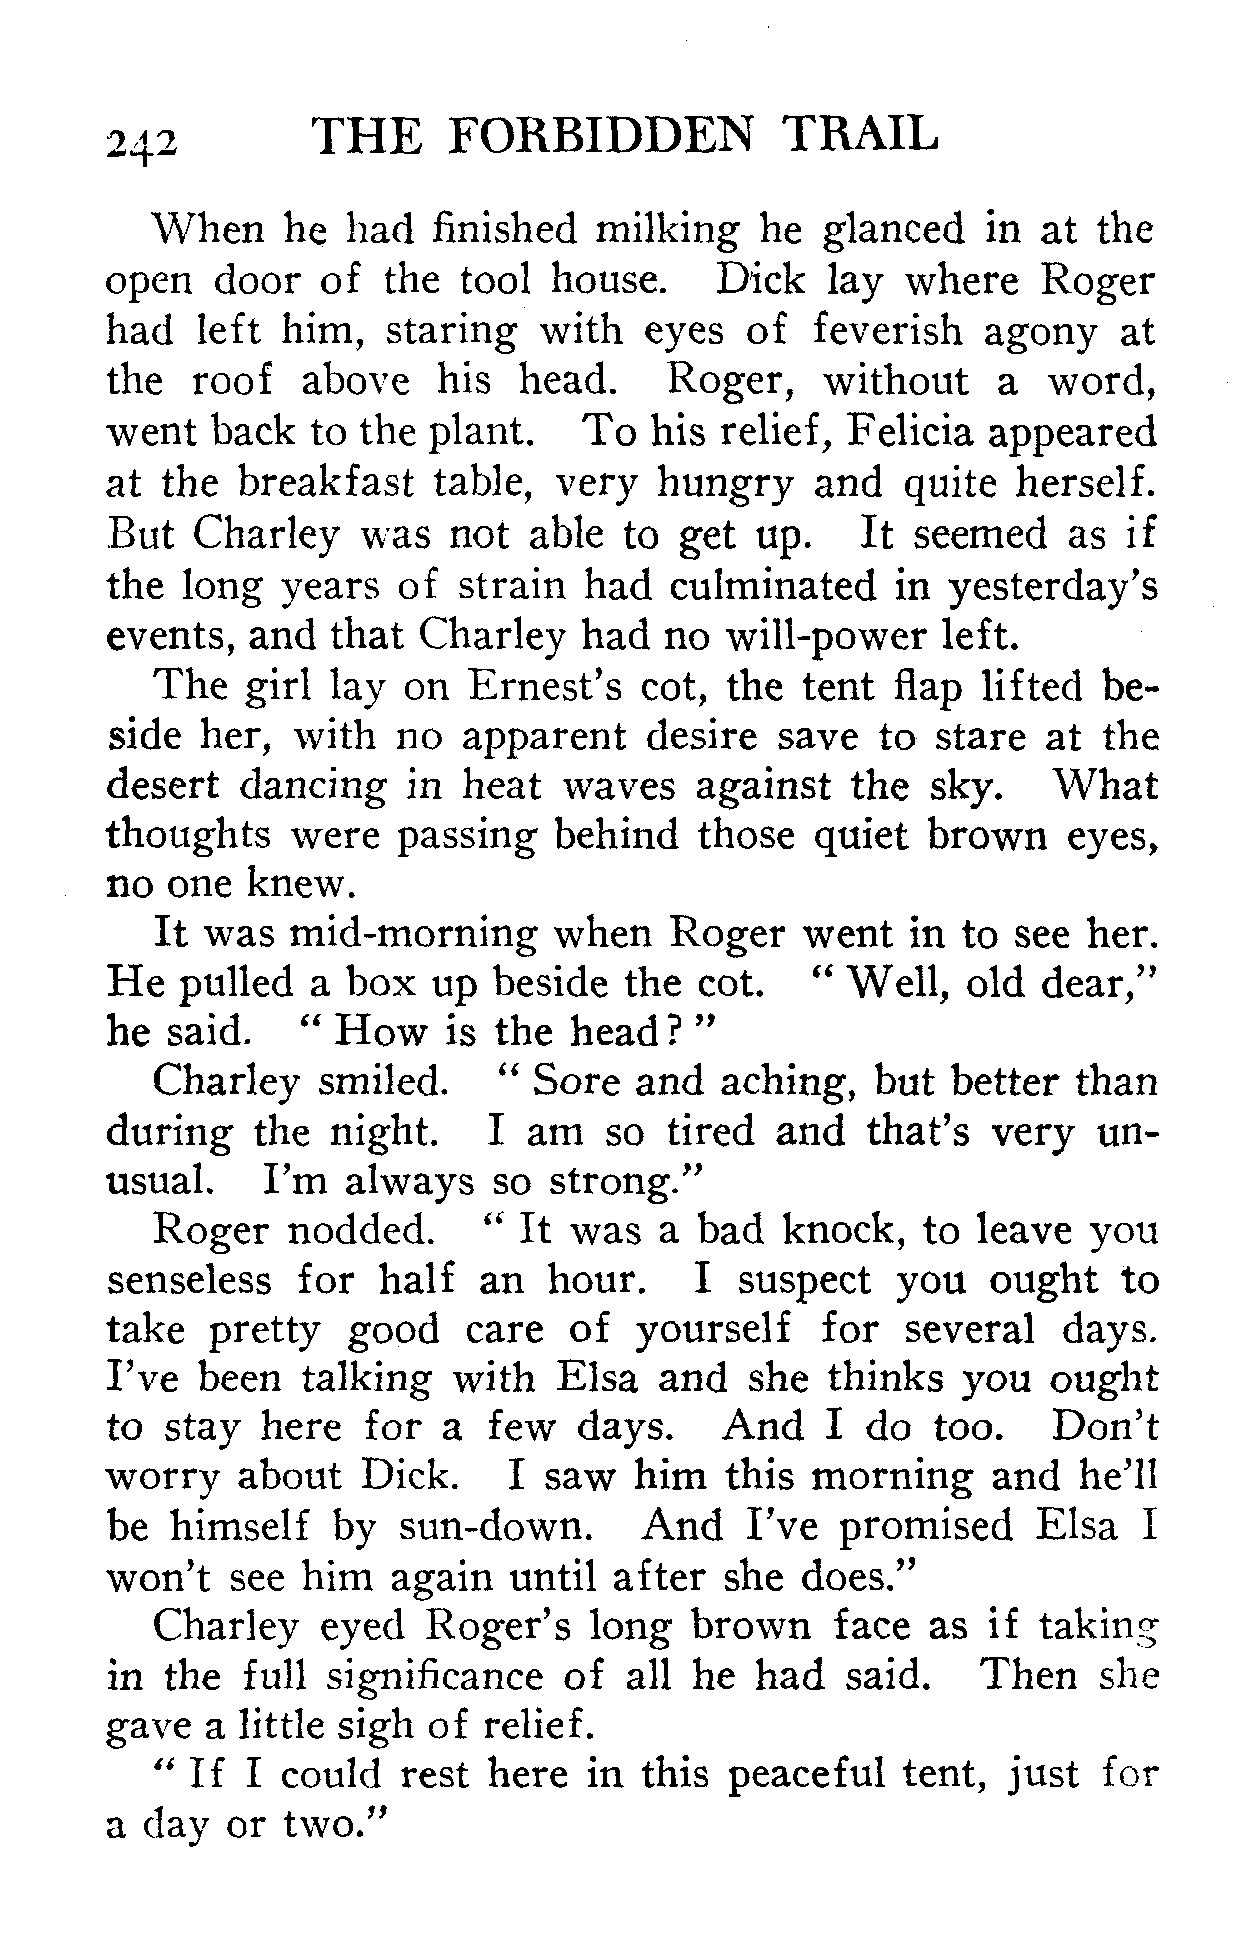 242 THE FORBIDDEN TRAIL
When he had finished milking he glanced in at the
open door of the tool house. Dick lay where Roger
had left him, staring with eyes of feverish agony at
the roof above his head. Roger, without a word,
went back to the plant. To his relief, Felicia appeared
at the breakfast table, very hungry and quite herself.
But Charley was not able to get up. It seemed as if
the long years of strain had culminated in yesterday's
events, and that Charley had no will-power left.
The girl lay on Ernest's cot, the tent flap lifted be-
side her, with no apparent desire save to stare at the
desert dancing in heat waves against the sky. What
thoughts were passing behind those quiet brown eyes,
no one knew.
It was mid-morning when Roger went in to see her.
He pulled a box up beside the cot. " Well, old dear,"
he said. " How is the head? "
Charley smiled. " Sore and aching, but better than
during the night. I am so tired and that's very un-
usual. I'm always so strong."
Roger nodded. " It was a bad knock, to leave you
senseless for half an hour. I suspect you ought to
take pretty good care of yourself for several days.
I've been talking with Elsa and she thinks you ought
to stay here for a few days. And I do too. Don't
worry about Dick. I saw him this morning and he'll
be himself by sun-down. And I've promised Elsa I
won't see him again until after she does."
Charley eyed Roger's long brown face as if taking
in the full significance of all he had said. Then she
gave a little sigh of relief.
" If I could rest here in this peaceful tent, just for
a day or two."